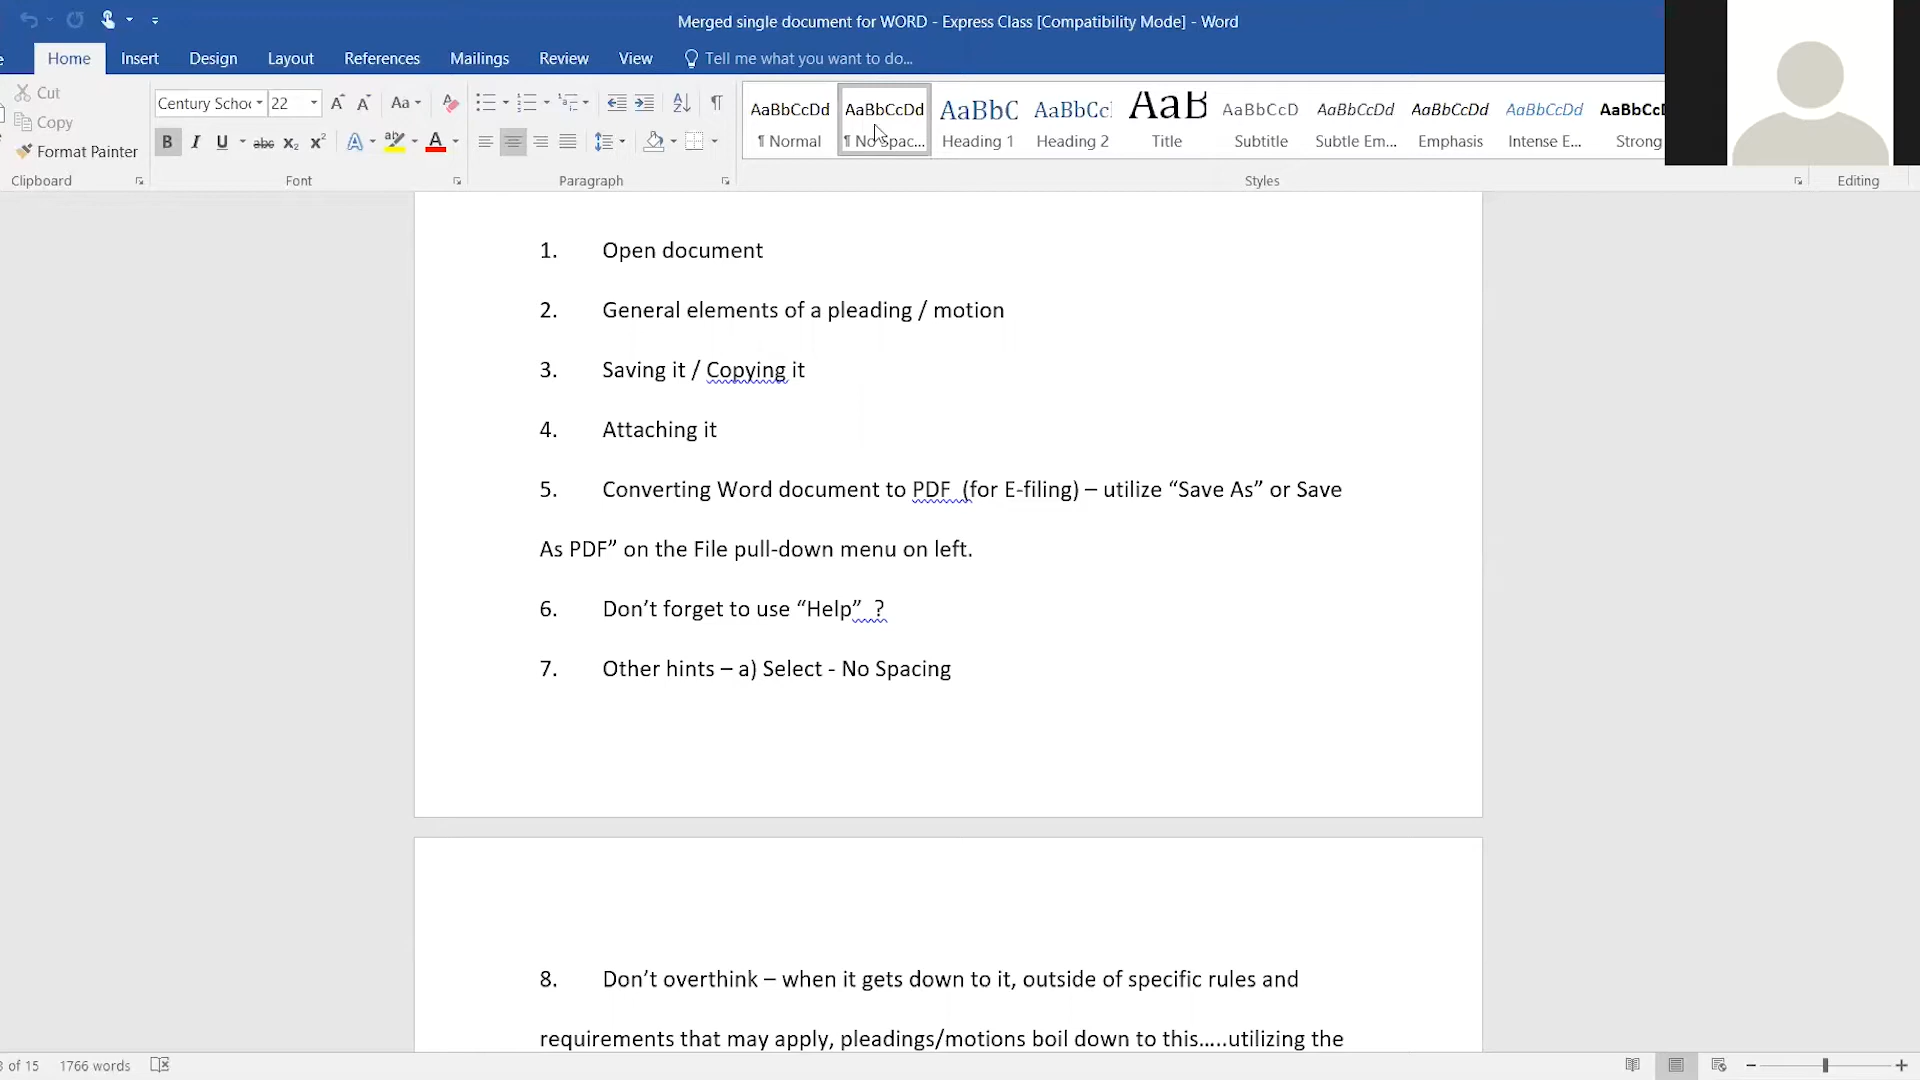 Merged single document for WORD - Express Class [Compatibility Mode] - Word
Home Insert Design Layout References Mailings Review View Tell me what you want to do...
Cut
Copy
Format Painter
Clipboard
Century Schoo 22 Aa
B I U abc X₂ X² A ab A
Font
Paragraph
AaBbCcDd AaBbCcDd AaBbC AaBbCc AaB AaBbCcD AaBbCcDd AaBbCcDd AaBbCcDd AaBbCcD
¶ Normal ¶ No Spac... Heading 1 Heading 2 Title Subtitle Subtle Em... Emphasis Intense E... Strong
Styles
Editing
1. Open document
2. General elements of a pleading / motion
3. Saving it / Copying it
4. Attaching it
5. Converting Word document to PDF (for E-filing) – utilize “Save As” or Save
As PDF” on the File pull-down menu on left.
6. Don’t forget to use “Help” ?
7. Other hints – a) Select - No Spacing
8. Don’t overthink – when it gets down to it, outside of specific rules and
requirements that may apply, pleadings/motions boil down to this.....utilizing the
of 15 1766 words